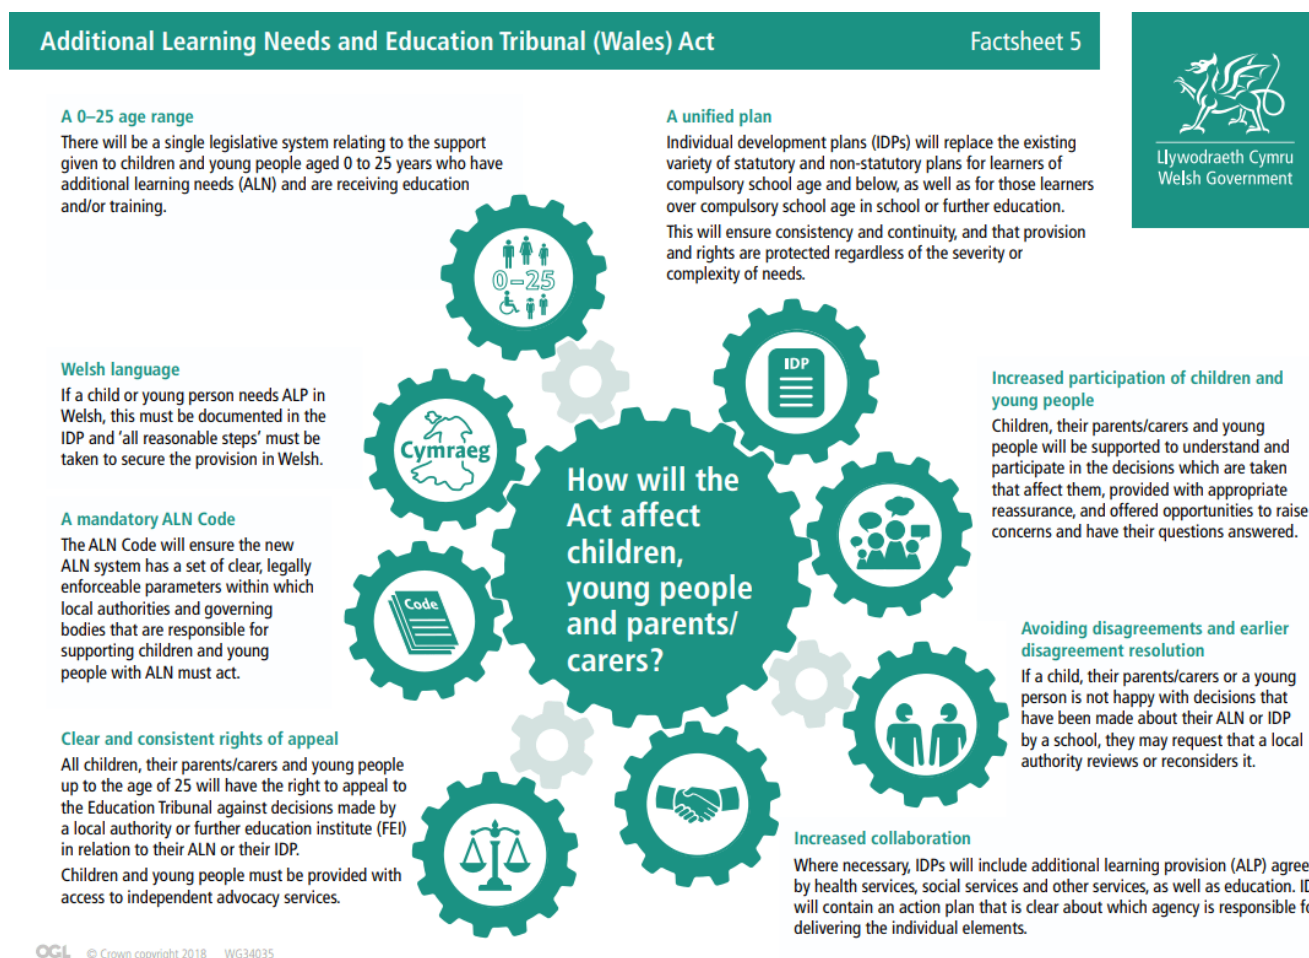 Additional Learning Needs and Education Tribunal (Wales) Act
Factsheet 5
Llywodraeth Cymru
Welsh Government
A 0–25 age range
There will be a single legislative system relating to the support
given to children and young people aged 0 to 25 years who have
additional learning needs (ALN) and are receiving education
and/or training.
A unified plan
Individual development plans (IDPs) will replace the existing
variety of statutory and non-statutory plans for learners of
compulsory school age and below, as well as for those learners
over compulsory school age in school or further education.
This will ensure consistency and continuity, and that provision
and rights are protected regardless of the severity or
complexity of needs.
0–25
IDP
Welsh language
If a child or young person needs ALP in
Welsh, this must be documented in the
IDP and ‘all reasonable steps’ must be
taken to secure the provision in Welsh.
Cymraeg
Increased participation of children and
young people
Children, their parents/carers and young
people will be supported to understand and
participate in the decisions which are taken
that affect them, provided with appropriate
reassurance, and offered opportunities to raise
concerns and have their questions answered.
How will the
Act affect
children,
young people
and parents/
carers?
A mandatory ALN Code
The ALN Code will ensure the new
ALN system has a set of clear, legally
enforceable parameters within which
local authorities and governing
bodies that are responsible for
supporting children and young
people with ALN must act.
Code
Avoiding disagreements and earlier
disagreement resolution
If a child, their parents/carers or a young
person is not happy with decisions that
have been made about their ALN or IDP
by a school, they may request that a local
authority reviews or reconsiders it.
Clear and consistent rights of appeal
All children, their parents/carers and young people
up to the age of 25 will have the right to appeal to
the Education Tribunal against decisions made by
a local authority or further education institute (FEI)
in relation to their ALN or their IDP.
Children and young people must be provided with
access to independent advocacy services.
Increased collaboration
Where necessary, IDPs will include additional learning provision (ALP) agree
by health services, social services and other services, as well as education.
will contain an action plan that is clear about which agency is responsible
delivering the individual elements.
OGL © Crown copyright 2018 WG34035